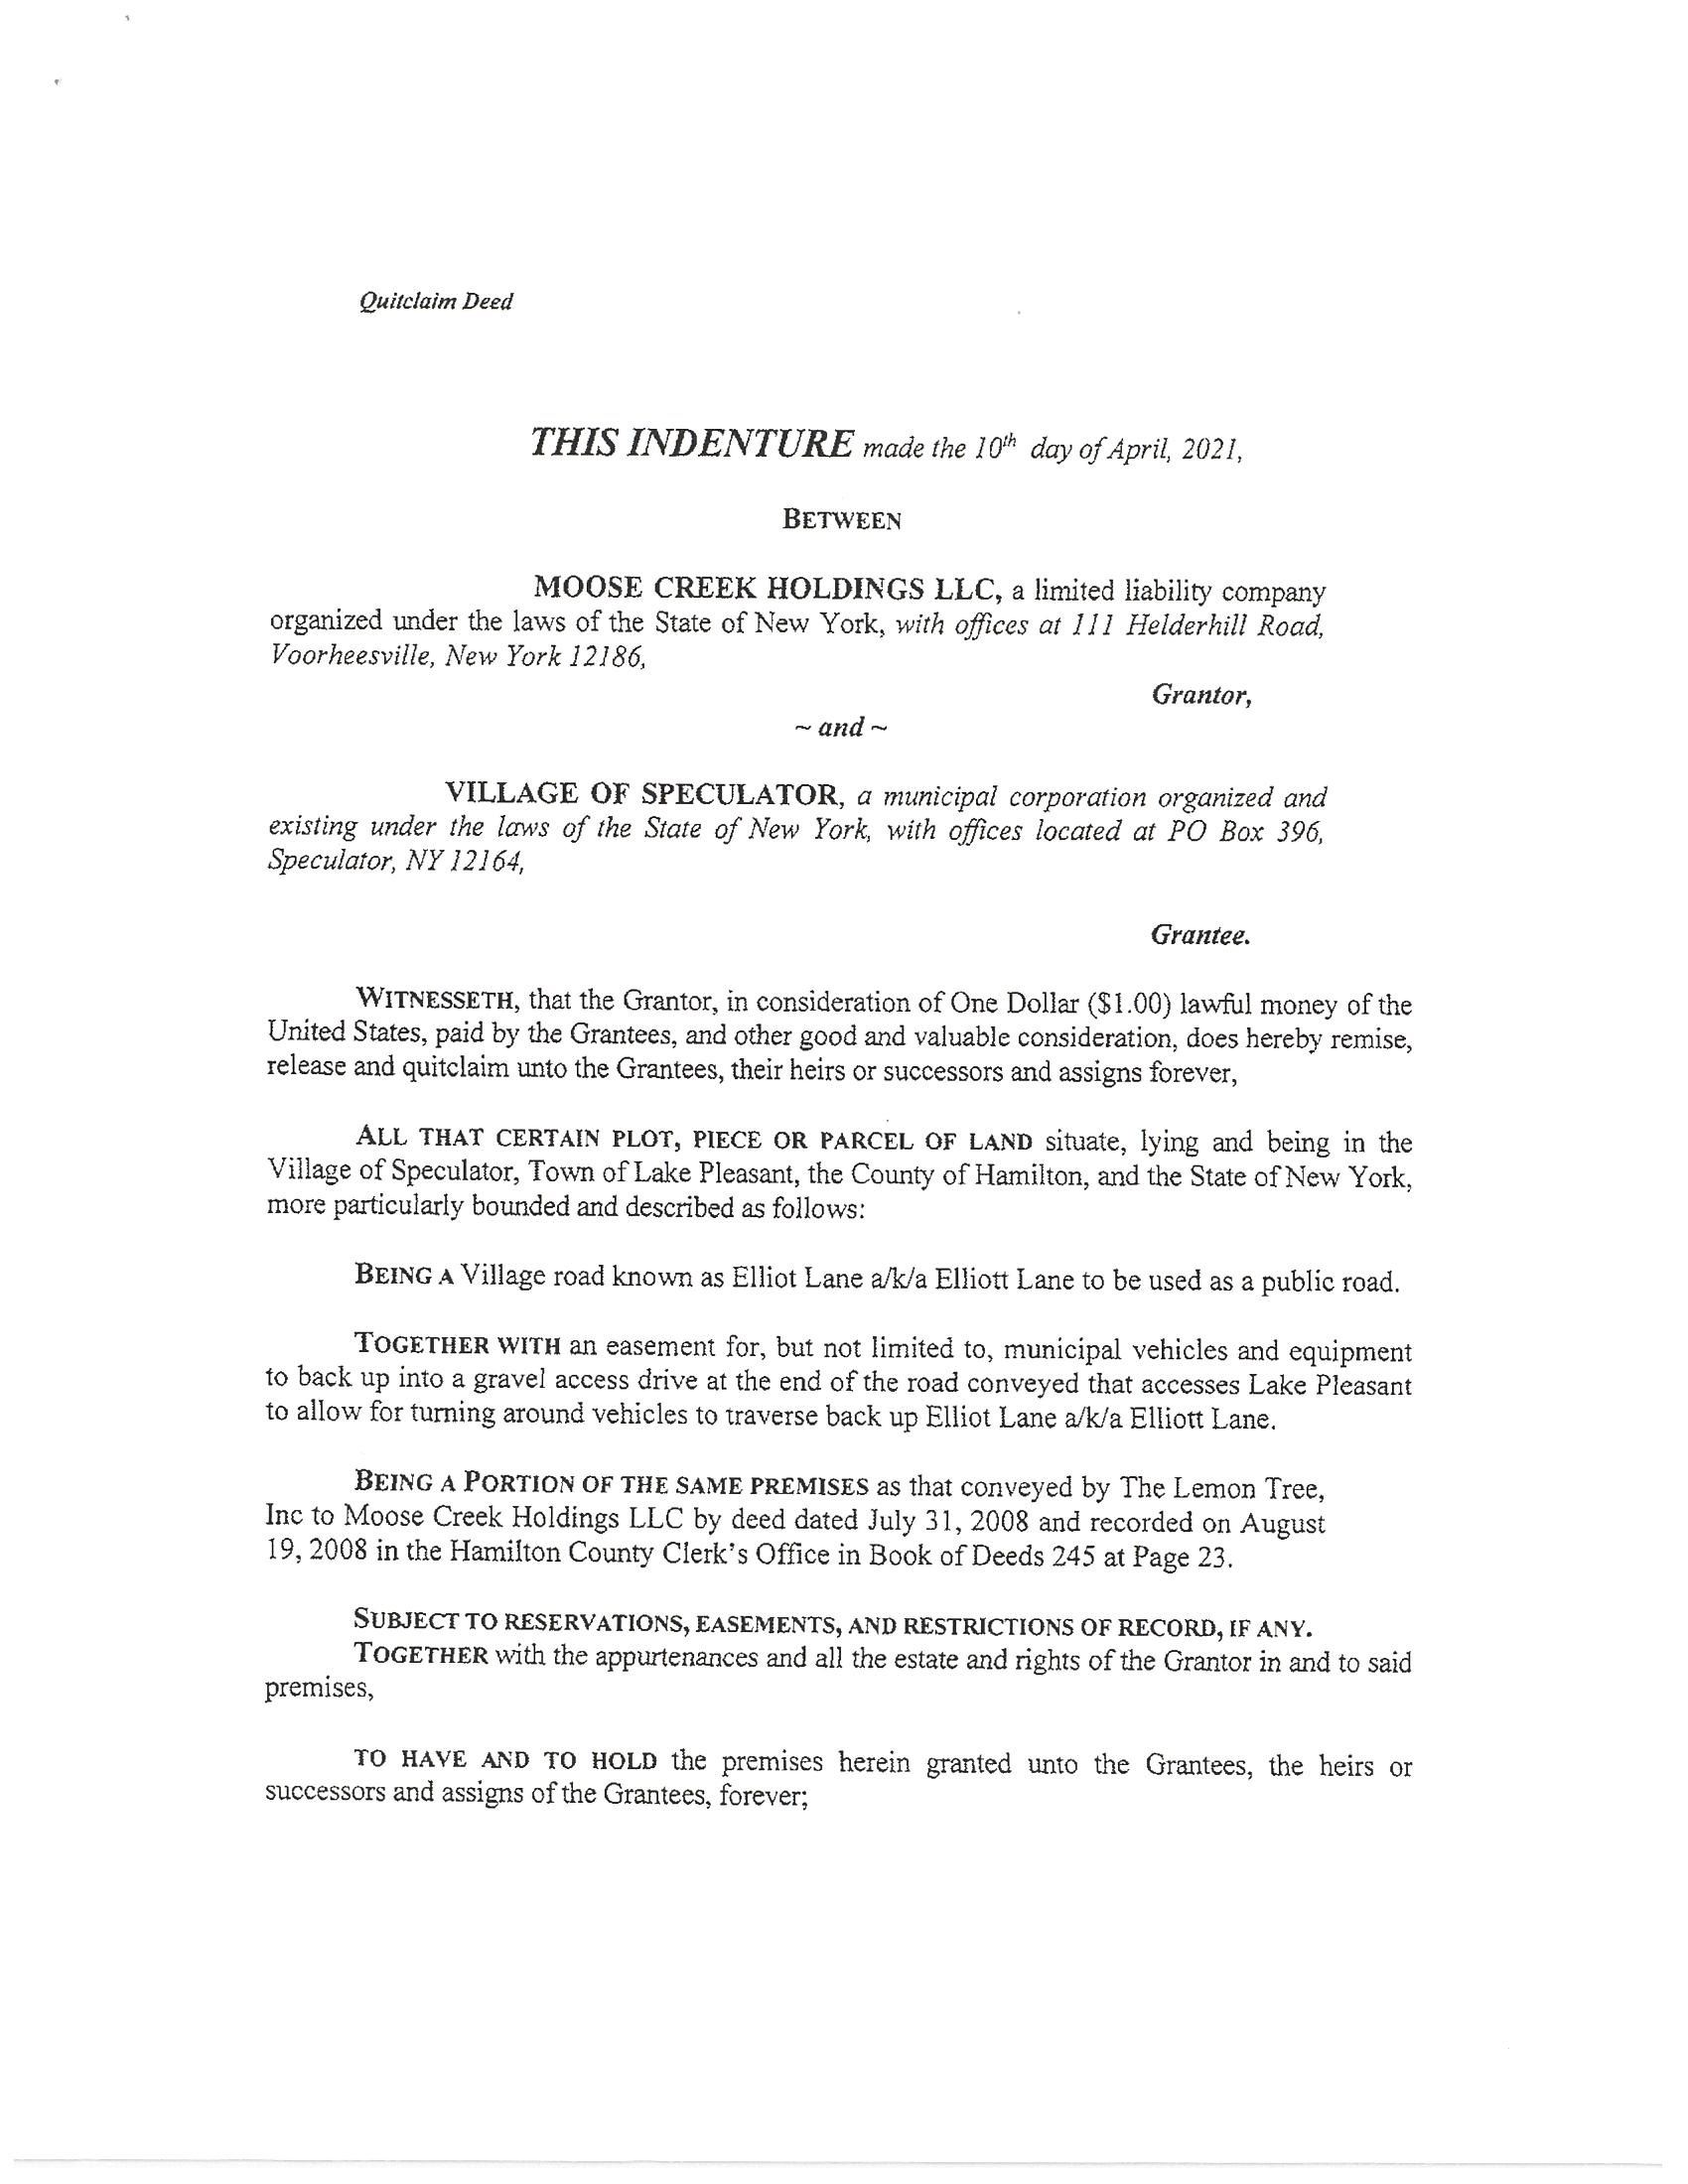 Quitclaim Deed
THIS INDENTURE made the 10th day of April, 2021,
BETWEEN
MOOSE CREEK HOLDINGS LLC, a limited liability company
organized under the laws of the State of New York, with offices at 111 Helderhill Road,
Voorheesville, New York 12186,
Grantor,
~ and ~
VILLAGE OF SPECULATOR, a municipal corporation organized and
existing under the laws of the State of New York, with offices located at PO Box 396,
Speculator, NY 12164,
Grantee.
WITNESSETH, that the Grantor, in consideration of One Dollar ($1.00) lawful money of the
United States, paid by the Grantees, and other good and valuable consideration, does hereby remise,
release and quitclaim unto the Grantees, their heirs or successors and assigns forever,
ALL THAT CERTAIN PLOT, PIECE OR PARCEL OF LAND situate, lying and being in the
Village of Speculator, Town of Lake Pleasant, the County of Hamilton, and the State of New York,
more particularly bounded and described as follows:
BEING A Village road known as Elliot Lane a/k/a Elliott Lane to be used as a public road.
TOGETHER WITH an easement for, but not limited to, municipal vehicles and equipment
to back up into a gravel access drive at the end of the road conveyed that accesses Lake Pleasant
to allow for turning around vehicles to traverse back up Elliot Lane a/k/a Elliott Lane.
BEING A PORTION OF THE SAME PREMISES as that conveyed by The Lemon Tree,
Inc to Moose Creek Holdings LLC by deed dated July 31, 2008 and recorded on August
19, 2008 in the Hamilton County Clerk's Office in Book of Deeds 245 at Page 23.
SUBJECT TO RESERVATIONS, EASEMENTS, AND RESTRICTIONS OF RECORD, IF ANY.
TOGETHER with the appurtenances and all the estate and rights of the Grantor in and to said
premises,
TO HAVE AND TO HOLD the premises herein granted unto the Grantees, the heirs or
successors and assigns of the Grantees, forever;